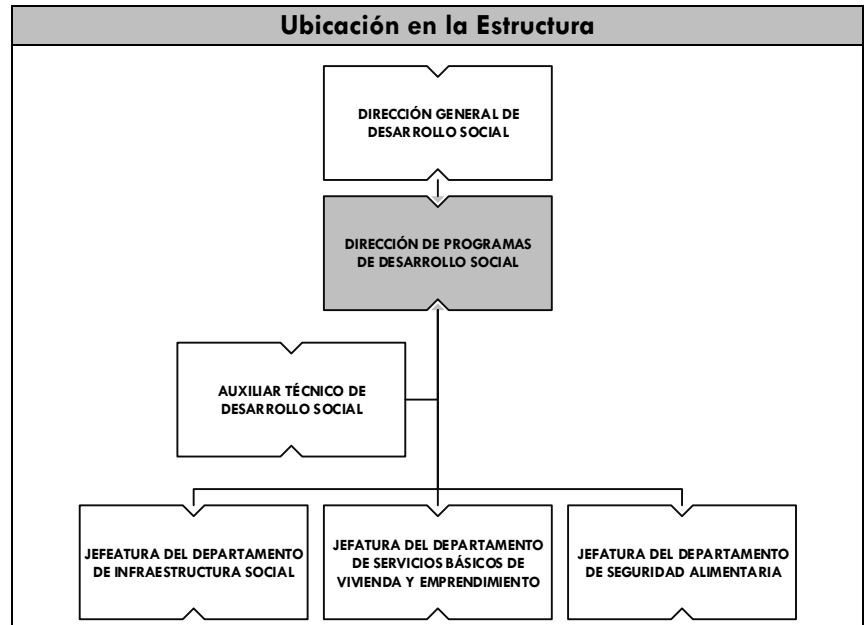 Ubicación en la Estructura
DIRECCIÓN GENERAL DE
DESARROLLO SOCIAL
DIRECCIÓN DE PROGRAMAS
DE DESARROLLO SOCIAL
AUXILIAR TÉCNICO DE
DESARROLLO SOCIAL
JEFEATURA DEL DEPARTAMENTO
DE INFRAESTRUCTURA SOCIAL
JEFATURA DEL DEPARTAMENTO
DE SERVICIOS BÁSICOS DE
VIVIENDA Y EMPRENDIMIENTO
JEFATURA DEL DEPARTAMENTO
DE SEGURIDAD ALIMENTARIA